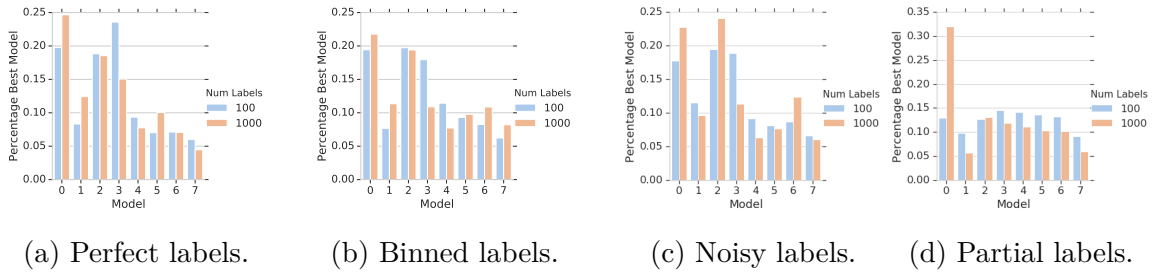 0.25
0.20
0.15
0.10
0.05
0.00
Percentage Best Model
0 1 2 3 4 5 6 7
Model
Num Labels
100
1000
(a) Perfect labels.
0.25
0.20
0.15
0.10
0.05
0.00
Percentage Best Model
0 1 2 3 4 5 6 7
Model
Num Labels
100
1000
(b) Binned labels.
0.25
0.20
0.15
0.10
0.05
0.00
Percentage Best Model
0 1 2 3 4 5 6 7
Model
Num Labels
100
1000
(c) Noisy labels.
0.35
0.30
0.25
0.20
0.15
0.10
0.05
0.00
Percentage Best Model
0 1 2 3 4 5 6 7
Model
Num Labels
100
1000
(d) Partial labels.